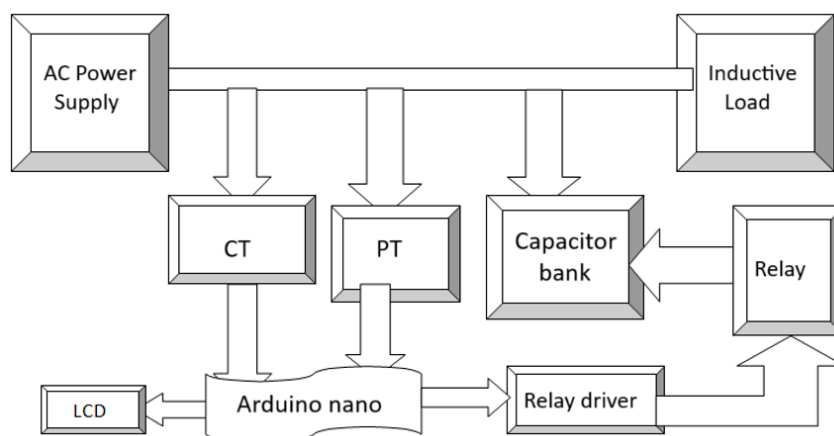 AC Power
Supply
Inductive
Load
CT
PT
Capacitor
bank
Relay
LCD
Arduino nano
Relay driver